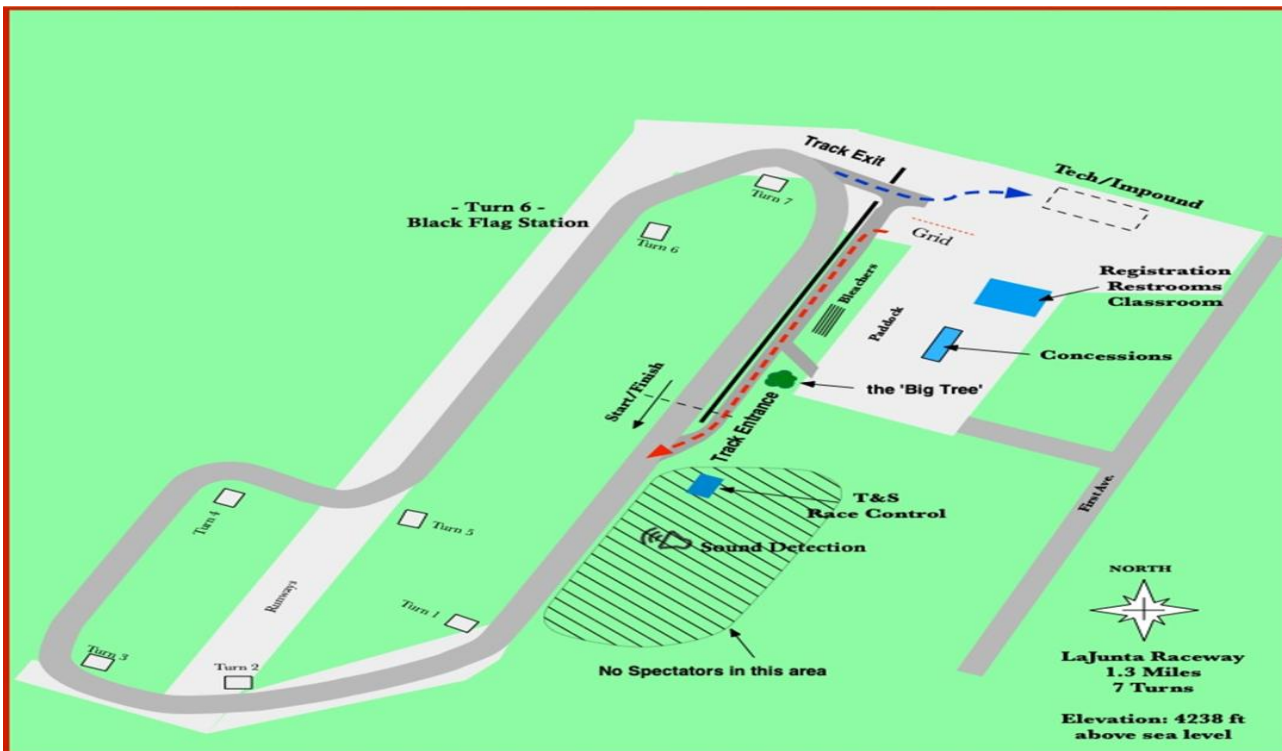 Track Exit
Tech/Impound
Turn 7
- Turn 6 -
Black Flag Station
Turn 6
Grid
Registration
Restrooms
Classroom
Bleachers
Paddock
Concessions
the 'Big Tree'
Start/Finish
Track Entrance
T&S
Race Control
First Ave.
Turn 4
Turn 5
Sound Detection
Runways
Turn 1
NORTH
Turn 3
Turn 2
No Spectators in this area
LaJunta Raceway
1.3 Miles
7 Turns
Elevation: 4238 ft
above sea level